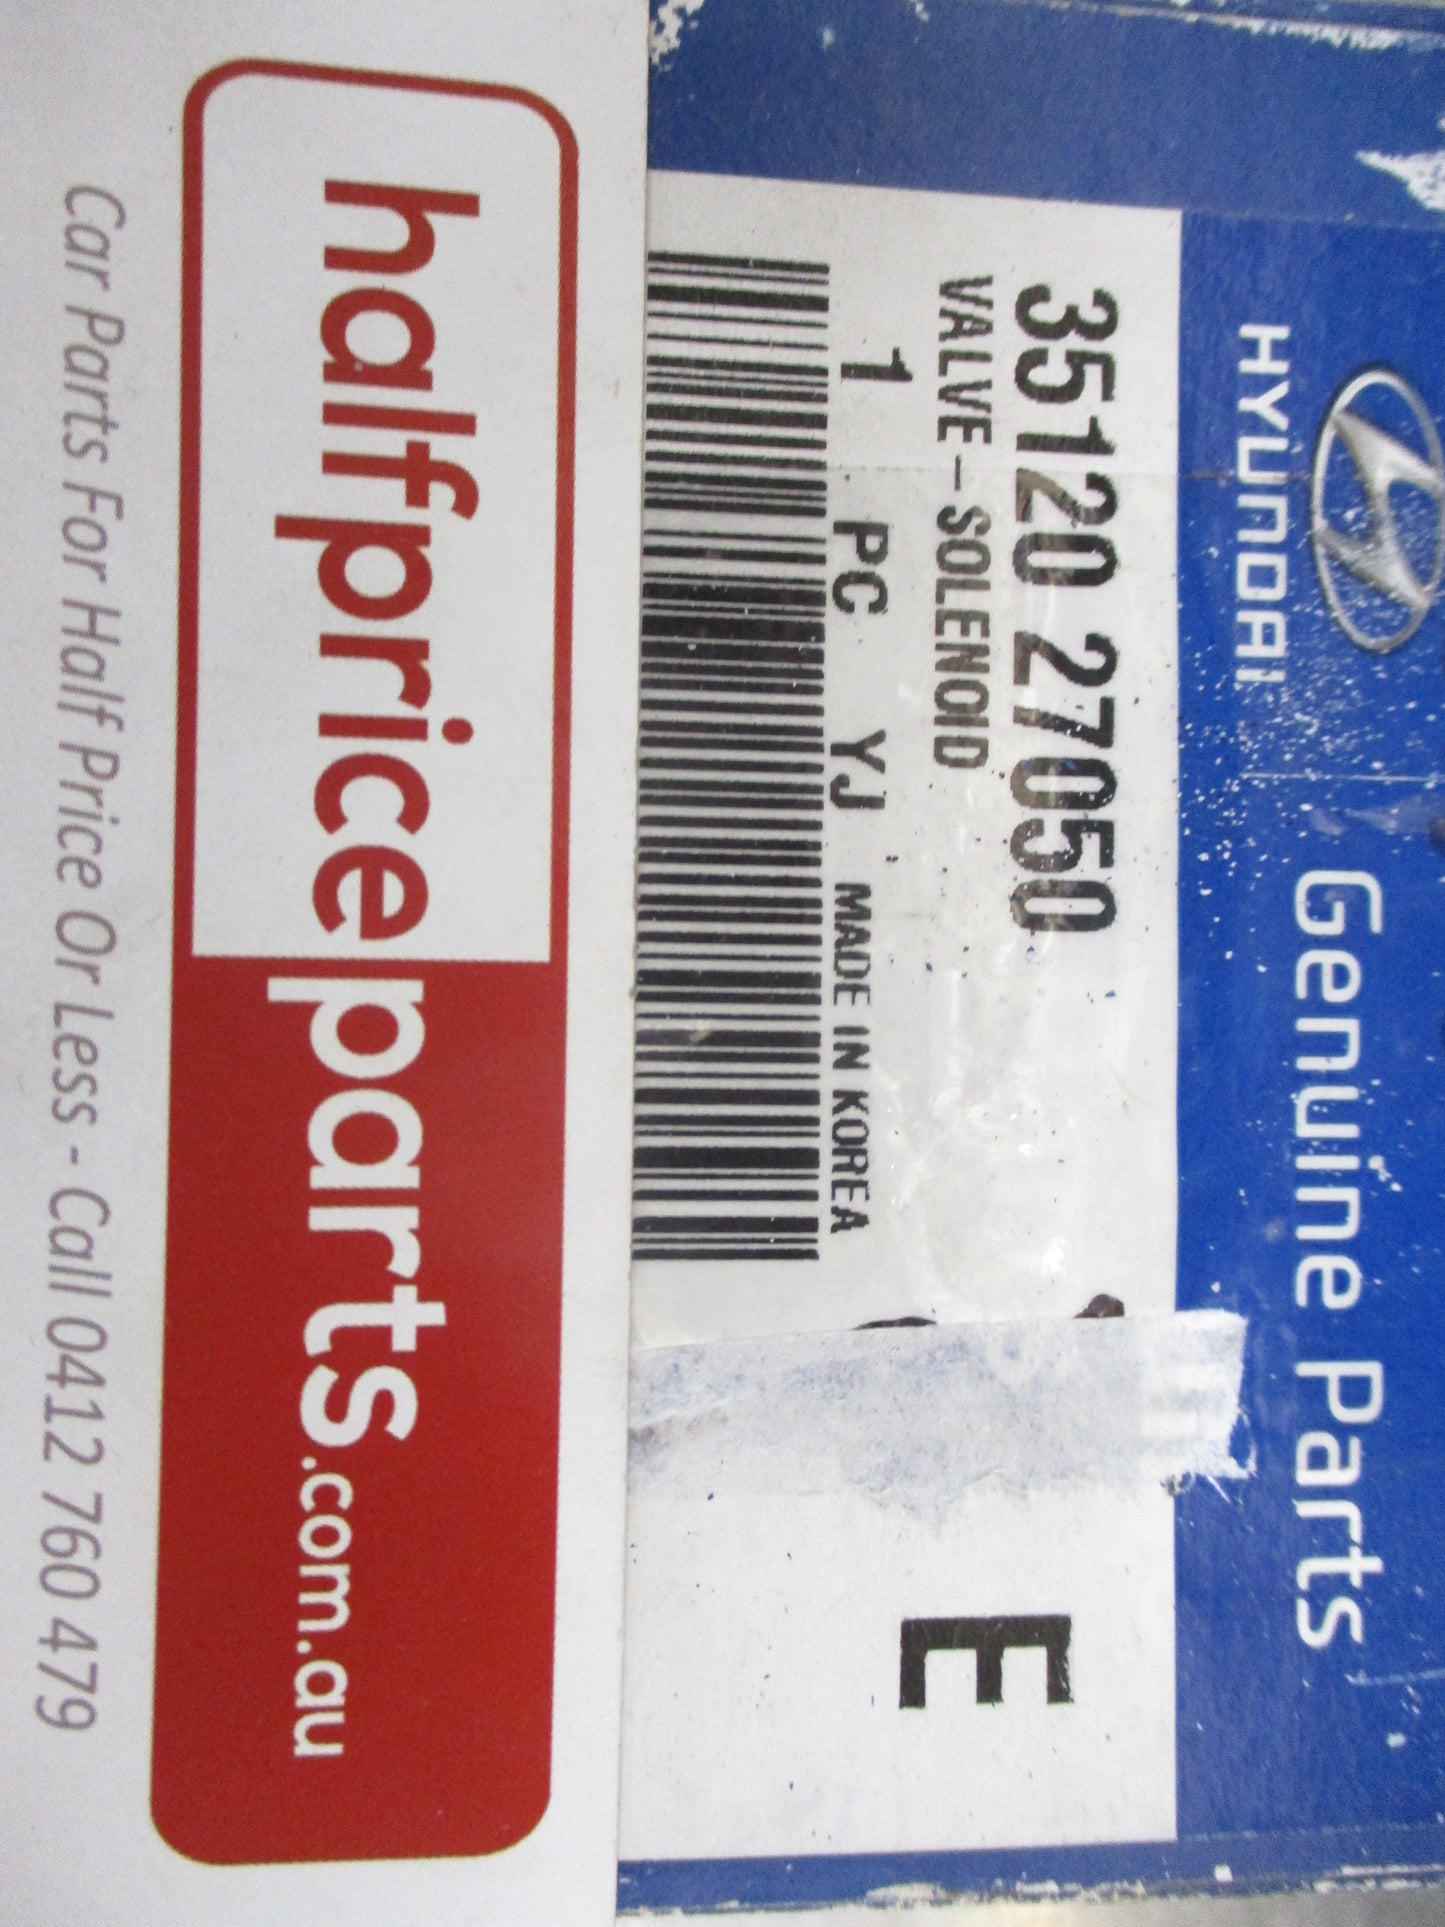 HYUNDAI Genuine Parts
35120 27050
VALVE-SOLENOID
E
1 PC YJ MADE IN KOREA
halfpriceparts.com.au
Car Parts For Half Price Or Less - Call 0412 760 479